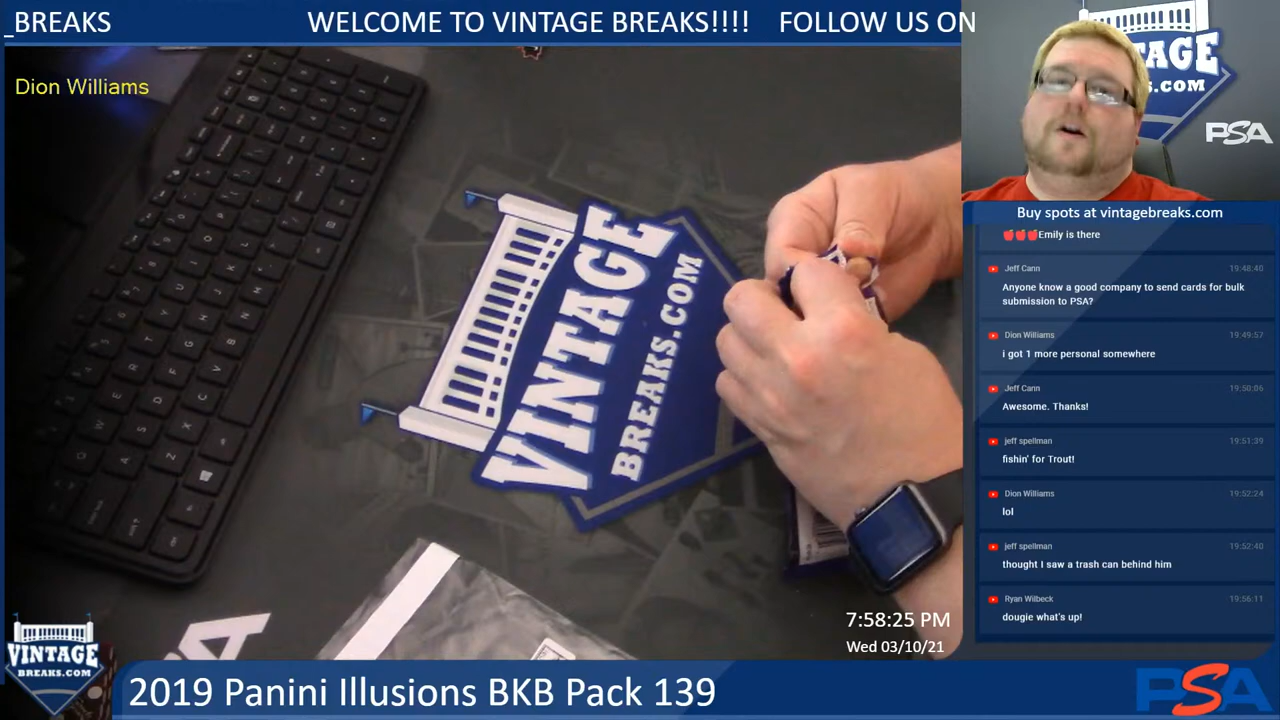 _BREAKS WELCOME TO VINTAGE BREAKS!!!! FOLLOW US ON
Dion Williams
VINTAGE
BREAKS.COM
NTAGE
S.COM
PSA
Buy spots at vintagebreaks.com
🍎🍎🍎Emily is there
Jeff Cann 19:48:40
Anyone know a good company to send cards for bulk
submission to PSA?
Dion Williams 19:49:57
i got 1 more personal somewhere
Jeff Cann 19:50:06
Awesome. Thanks!
jeff spellman 19:51:39
fishin' for Trout!
Dion Williams 19:52:24
lol
jeff spellman 19:52:40
thought I saw a trash can behind him
Ryan Wilbeck 19:56:11
dougie what's up!
7:58:25 PM
Wed 03/10/21
VINTAGE
BREAKS.COM
2019 Panini Illusions BKB Pack 139
PSA